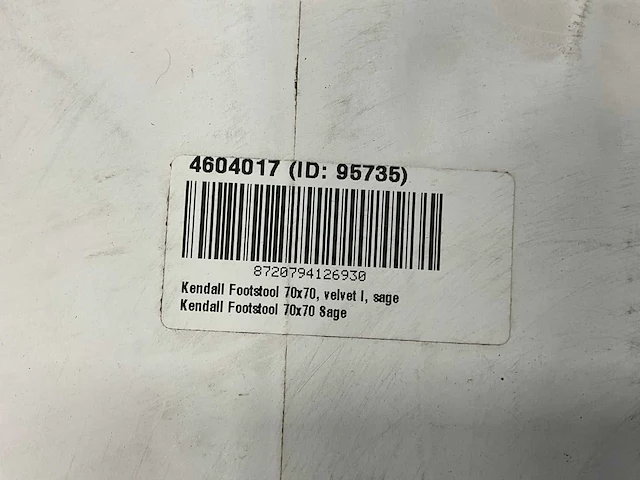 4604017 (ID: 95735)
8720794126930
Kendall Footstool 70x70, velvet I, sage
Kendall Footstool 70x70 Sage